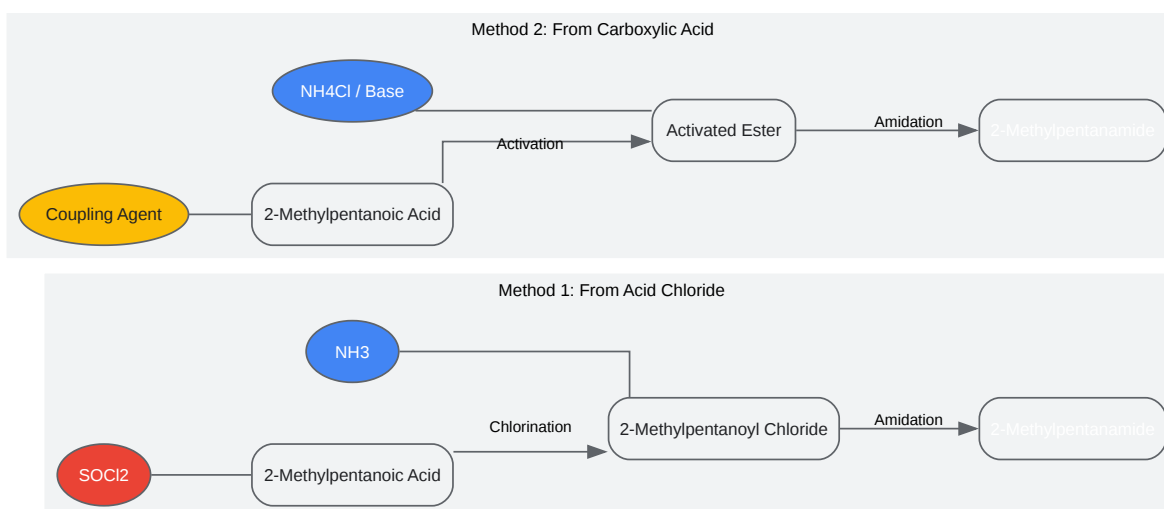 Method 2: From Carboxylic Acid
NH4Cl / Base
Activated Ester
Amidation
2-Methylpentanamide
Activation
Coupling Agent
2-Methylpentanoic Acid
Method 1: From Acid Chloride
NH3
Chlorination
2-Methylpentanoyl Chloride
Amidation
2-Methylpentanamide
SOCl2
2-Methylpentanoic Acid